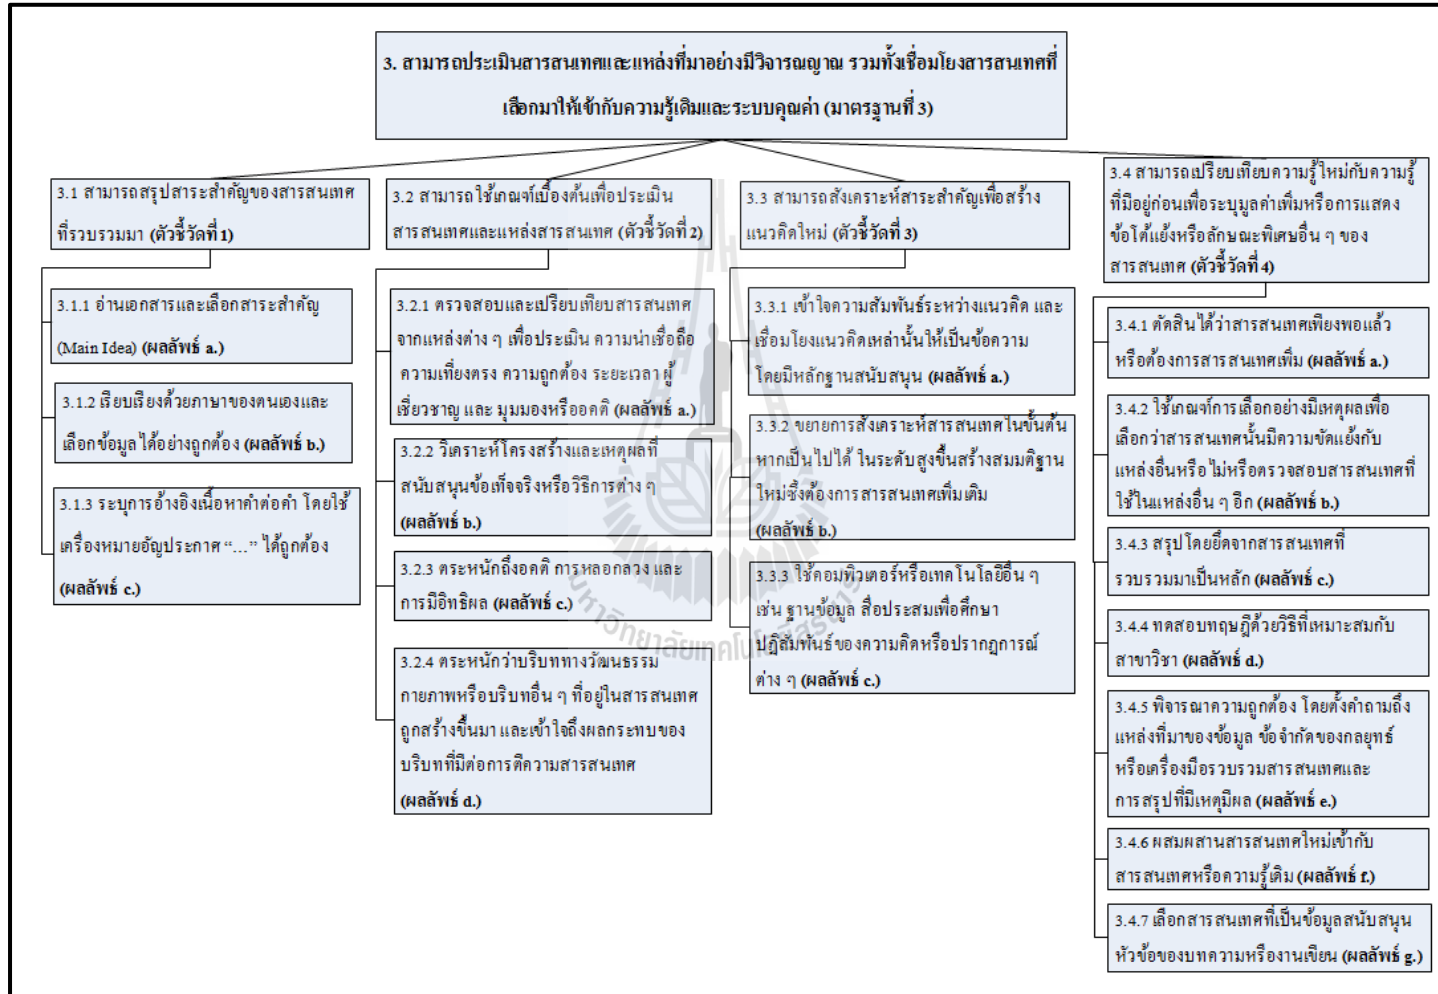 3. สามารถประเมินสารสนเทศและแหล่งที่มาอย่างมีวิจารณญาณ รวมทั้งเชื่อมโยงสารสนเทศที่
เลือกมาให้เข้ากับความรู้เดิมและระบบคุณค่า (มาตรฐานที่ 3)
3.1 สามารถสรุปสาระสำคัญของสารสนเทศ
ที่รวบรวมมา (ตัวชี้วัดที่ 1)
3.1.1 อ่านเอกสารและเลือกสาระสำคัญ
(Main Idea) (ผลลัพธ์ a.)
3.1.2 เรียบเรียงด้วยภาษาของตนเองและ
เลือกข้อมูลได้อย่างถูกต้อง (ผลลัพธ์ b.)
3.1.3 ระบุการอ้างอิงเนื้อหาคำต่อคำ โดยใช้
เครื่องหมายอัญประกาศ “...” ได้ถูกต้อง
(ผลลัพธ์ c.)
3.2 สามารถใช้เกณฑ์เบื้องต้นเพื่อประเมิน
สารสนเทศและแหล่งสารสนเทศ (ตัวชี้วัดที่ 2)
3.2.1 ตรวจสอบและเปรียบเทียบสารสนเทศ
จากแหล่งต่าง ๆ เพื่อประเมิน ความน่าเชื่อถือ
ความเที่ยงตรง ความถูกต้อง ระยะเวลา ผู้
เชี่ยวชาญ และ มุมมองหรืออคติ (ผลลัพธ์ a.)
3.2.2 วิเคราะห์โครงสร้างและเหตุผลที่
สนับสนุนข้อเท็จจริงหรือวิธีการต่าง ๆ
(ผลลัพธ์ b.)
3.2.3 ตระหนักถึงอคติ การหลอกลวง และ
การมีอิทธิผล (ผลลัพธ์ c.)
3.2.4 ตระหนักว่าบริบททางวัฒนธรรม
กายภาพหรือบริบทอื่น ๆ ที่อยู่ในสารสนเทศ
ถูกสร้างขึ้นมา และเข้าใจถึงผลกระทบของ
บริบทที่มีต่อการตีความสารสนเทศ
(ผลลัพธ์ d.)
3.3 สามารถสังเคราะห์สาระสำคัญเพื่อสร้าง
แนวคิดใหม่ (ตัวชี้วัดที่ 3)
3.3.1 เข้าใจความสัมพันธ์ระหว่างแนวคิด และ
เชื่อมโยงแนวคิดเหล่านั้นให้เป็นข้อความ
โดยมีหลักฐานสนับสนุน (ผลลัพธ์ a.)
3.3.2 ขยายการสังเคราะห์สารสนเทศในขั้นต้น
หากเป็นไปได้ ในระดับสูงขึ้นสร้างสมมติฐาน
ใหม่ซึ่งต้องการสารสนเทศเพิ่มเติม
(ผลลัพธ์ b.)
3.3.3 ใช้คอมพิวเตอร์หรือเทคโนโลยีอื่น ๆ
เช่น ฐานข้อมูล สื่อประสมเพื่อศึกษา
ปฏิสัมพันธ์ของความคิดหรือปรากฏการณ์
ต่าง ๆ (ผลลัพธ์ c.)
3.4 สามารถเปรียบเทียบความรู้ใหม่กับความรู้
ที่มีอยู่ก่อนเพื่อระบุมูลค่าเพิ่มหรือการแสดง
ข้อโต้แย้งหรือลักษณะพิเศษอื่น ๆ ของ
สารสนเทศ (ตัวชี้วัดที่ 4)
3.4.1 ตัดสินได้ว่าสารสนเทศเพียงพอแล้ว
หรือต้องการสารสนเทศเพิ่ม (ผลลัพธ์ a.)
3.4.2 ใช้เกณฑ์การเลือกอย่างมีเหตุผลเพื่อ
เลือกว่าสารสนเทศนั้นมีความขัดแย้งกับ
แหล่งอื่นหรือไม่หรือตรวจสอบสารสนเทศที่
ใช้ในแหล่งอื่น ๆ อีก (ผลลัพธ์ b.)
3.4.3 สรุปโดยยึดจากสารสนเทศที่
รวบรวมมาเป็นหลัก (ผลลัพธ์ c.)
3.4.4 ทดสอบทฤษฎีด้วยวิธีที่เหมาะสมกับ
สาขาวิชา (ผลลัพธ์ d.)
3.4.5 พิจารณาความถูกต้อง โดยตั้งคำถามถึง
แหล่งที่มาของข้อมูล ข้อจำกัดของกลยุทธ์
หรือเครื่องมือรวบรวมสารสนเทศและ
การสรุปที่มีเหตุมีผล (ผลลัพธ์ e.)
3.4.6 ผสมผสานสารสนเทศใหม่เข้ากับ
สารสนเทศหรือความรู้เดิม (ผลลัพธ์ f.)
3.4.7 เลือกสารสนเทศที่เป็นข้อมูลสนับสนุน
หัวข้อของบทความหรืองานเขียน (ผลลัพธ์ g.)
มหาวิทยาลัยเทคโนโลยีสุรนารี